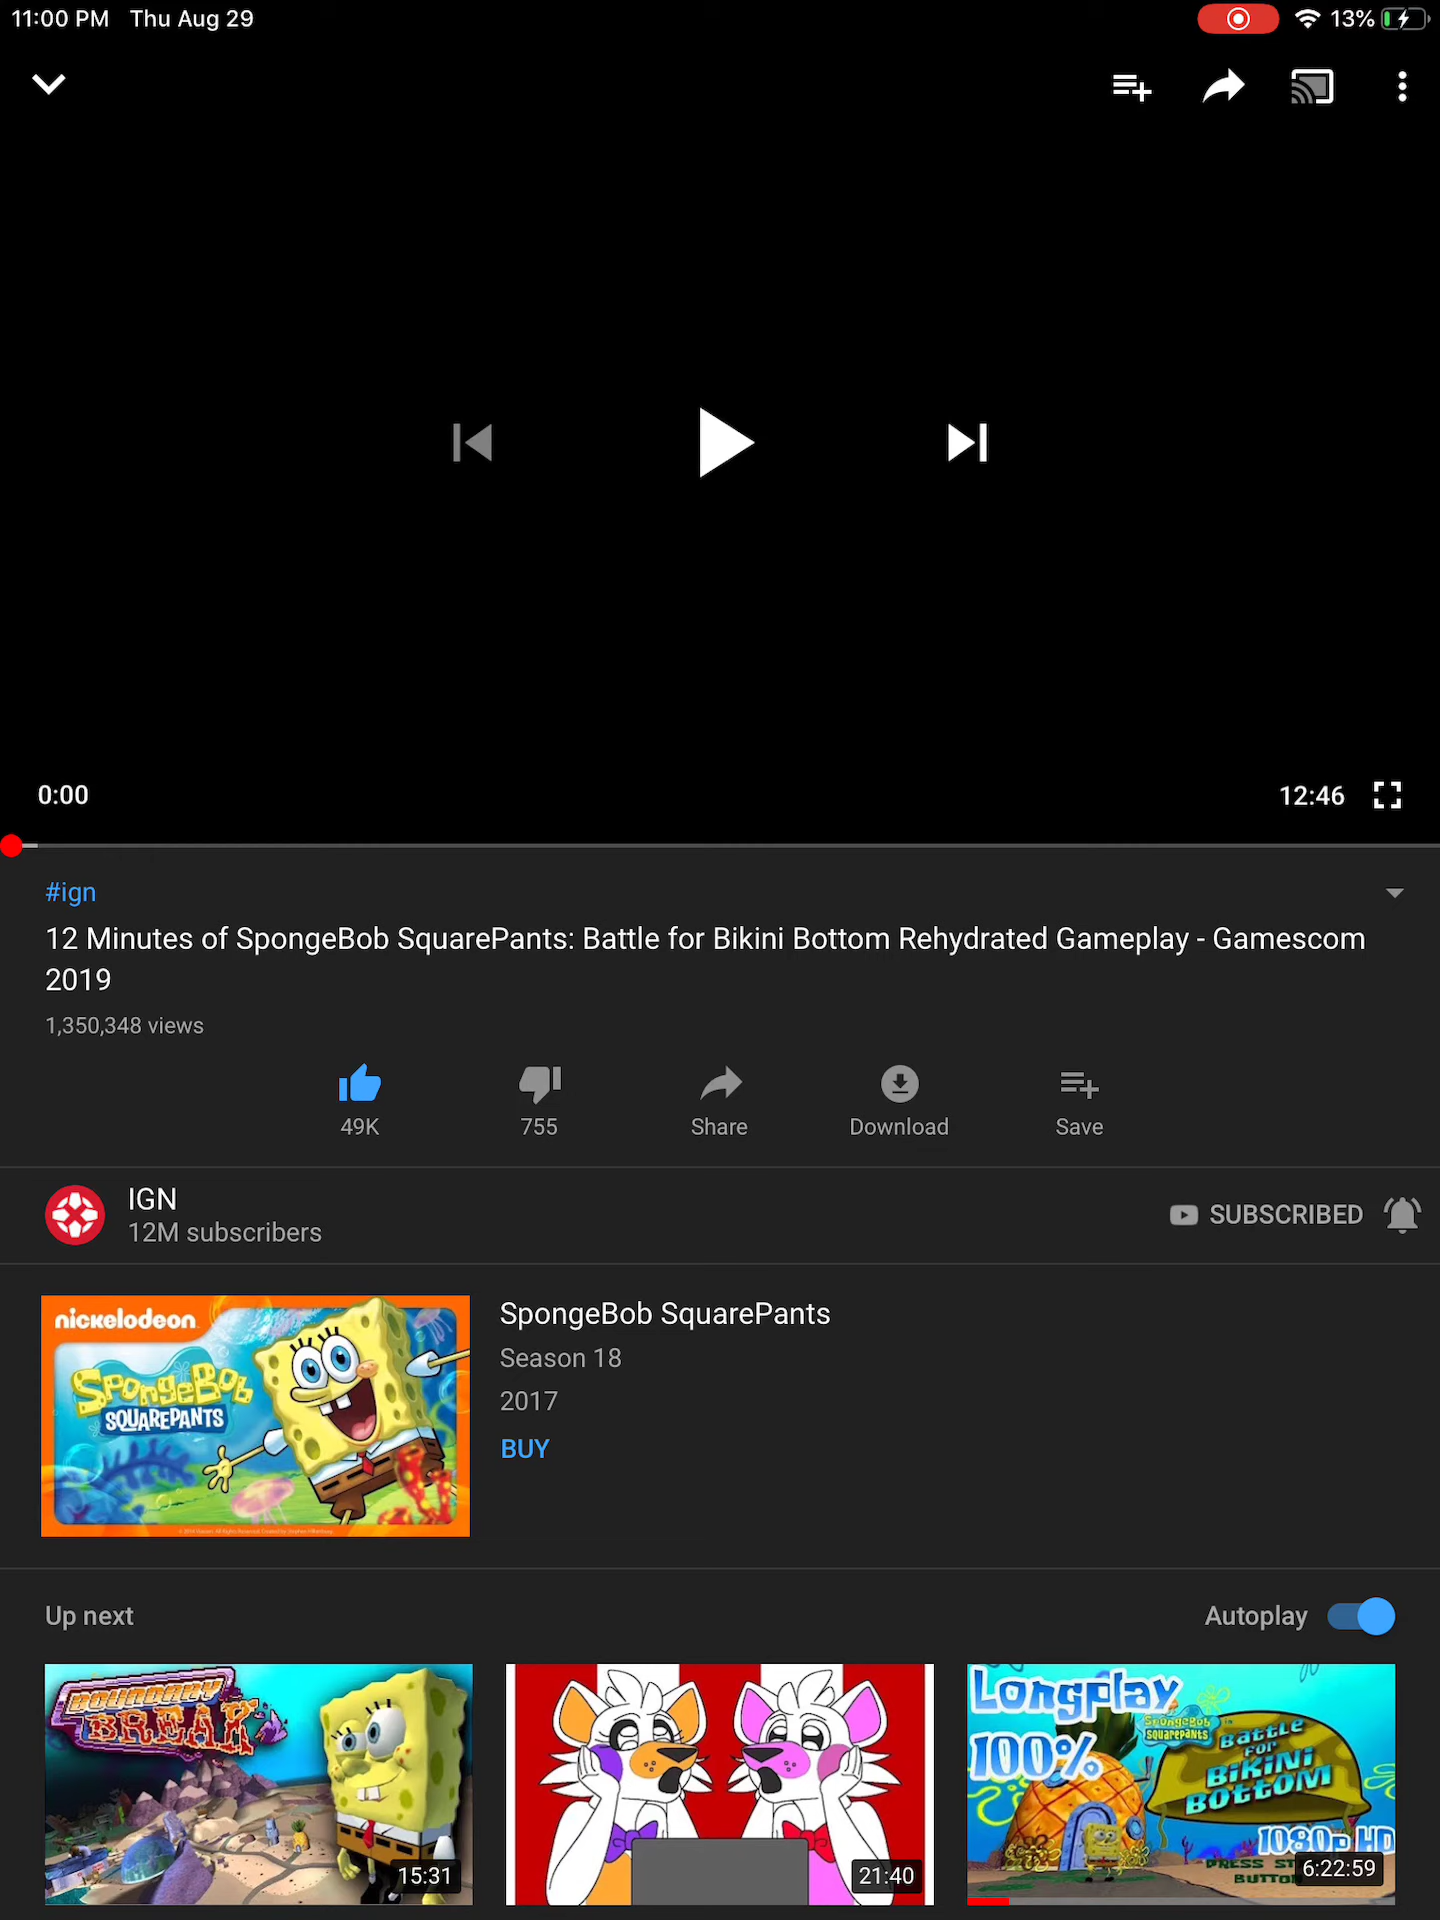 11:00 PM Thu Aug 29
13%
0:00
12:46
#ign
12 Minutes of SpongeBob SquarePants: Battle for Bikini Bottom Rehydrated Gameplay - Gamescom
2019
1,350,348 views
49K
755
Share
Download
Save
IGN
12M subscribers
SUBSCRIBED
nickelodeon
SpongeBob
SQUAREPANTS
SpongeBob SquarePants
Season 18
2017
BUY
Up next
Autoplay
BOUNDARY
BREAK
15:31
21:40
Longplay
100%
SpongeBob
SQUAREPANTS
Battle
FOR
BIKINI
BOTTOM
1080p HD
PRESS ST
BUTTON
6:22:59